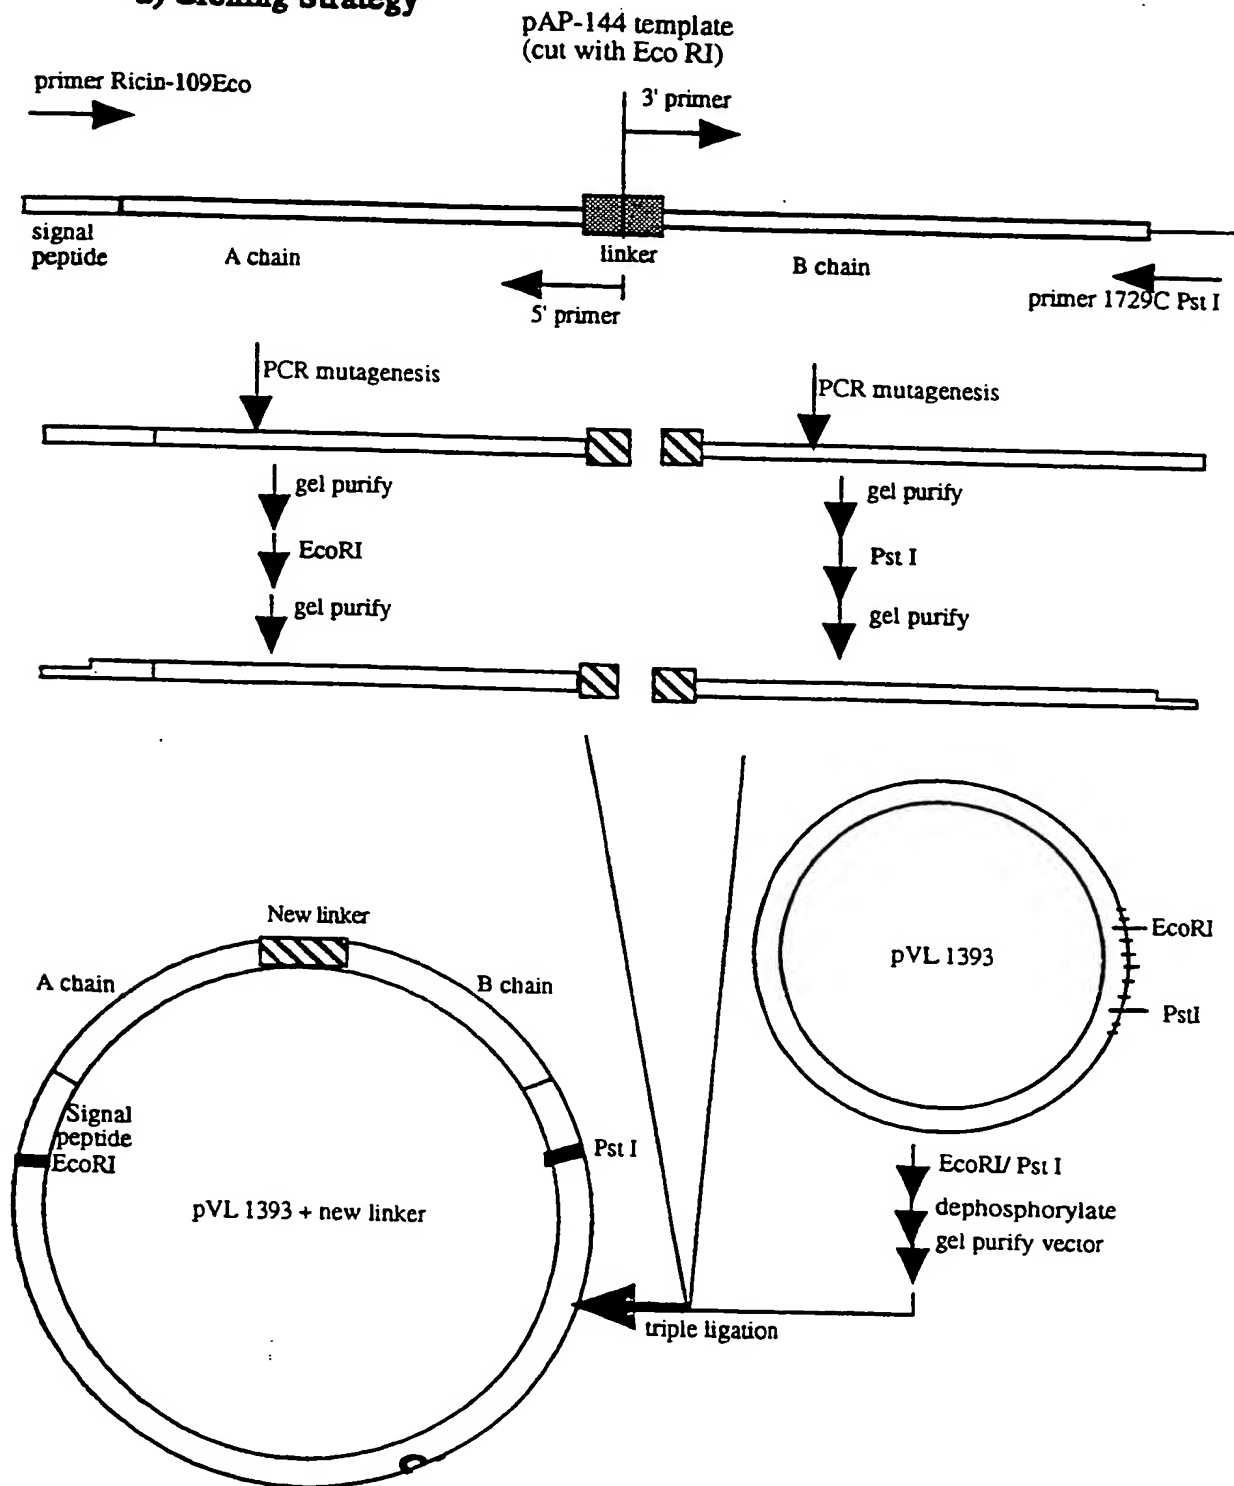 Cloning Strategy
pAP-144 template
(cut with Eco RI)
primer Ricin-109Eco
3' primer
signal
peptide
A chain
linker
B chain
5' primer
primer 1729C Pst I
PCR mutagenesis
PCR mutagenesis
gel purify
gel purify
EcoRI
Pst I
gel purify
gel purify
New linker
A chain
B chain
pVL 1393
EcoRI
PstI
Signal
peptide
EcoRI
Pst I
pVL 1393 + new linker
EcoRI/ Pst I
dephosphorylate
gel purify vector
triple ligation